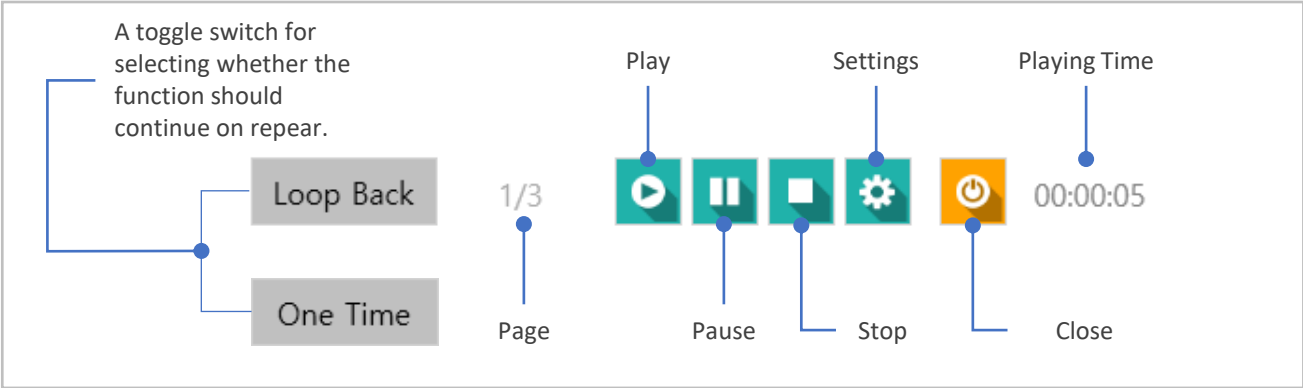 A toggle switch for
selecting whether the
function should
continue on repear.
Play
Settings
Playing Time
Loop Back
1/3
00:00:05
One Time
Page
Pause
Stop
Close